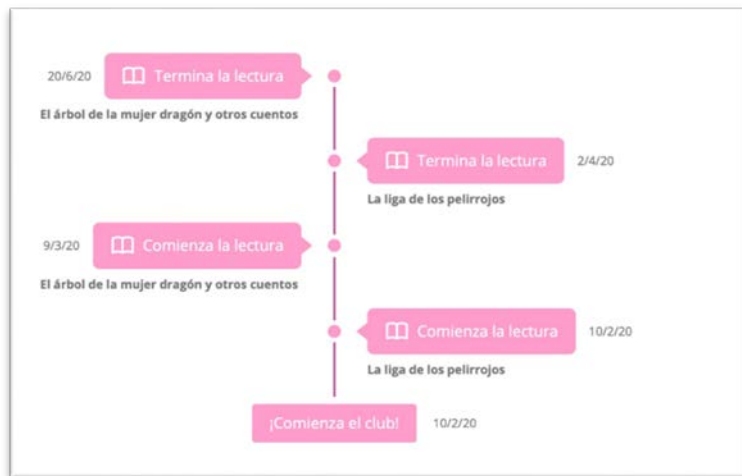 20/6/20 Termina la lectura
El árbol de la mujer dragón y otros cuentos
Termina la lectura 2/4/20
La liga de los pelirrojos
9/3/20 Comienza la lectura
El árbol de la mujer dragón y otros cuentos
Comienza la lectura 10/2/20
La liga de los pelirrojos
¡Comienza el club! 10/2/20